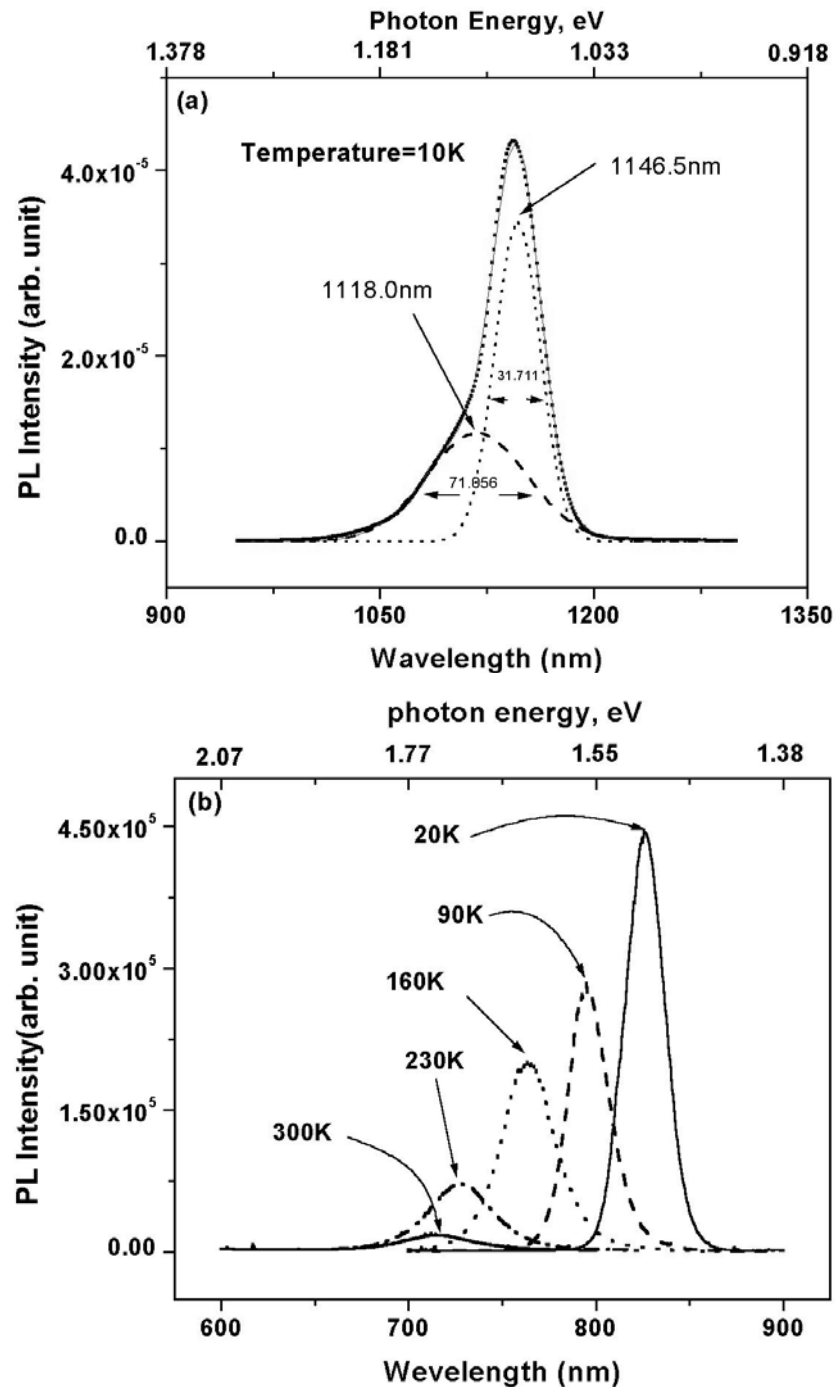 Photon Energy, eV
1.378 1.181 1.033 0.918
(a)
Temperature=10K
1146.5nm
1118.0nm
31.711
71.656
4.0x10⁻⁵
2.0x10⁻⁵
0.0
PL Intensity (arb. unit)
900 1050 1200 1350
Wavelength (nm)
photon energy, eV
2.07 1.77 1.55 1.38
(b)
20K
90K
160K
230K
300K
4.50x10⁵
3.00x10⁵
1.50x10⁵
0.00
PL Intensity(arb. unit)
600 700 800 900
Wevelength (nm)